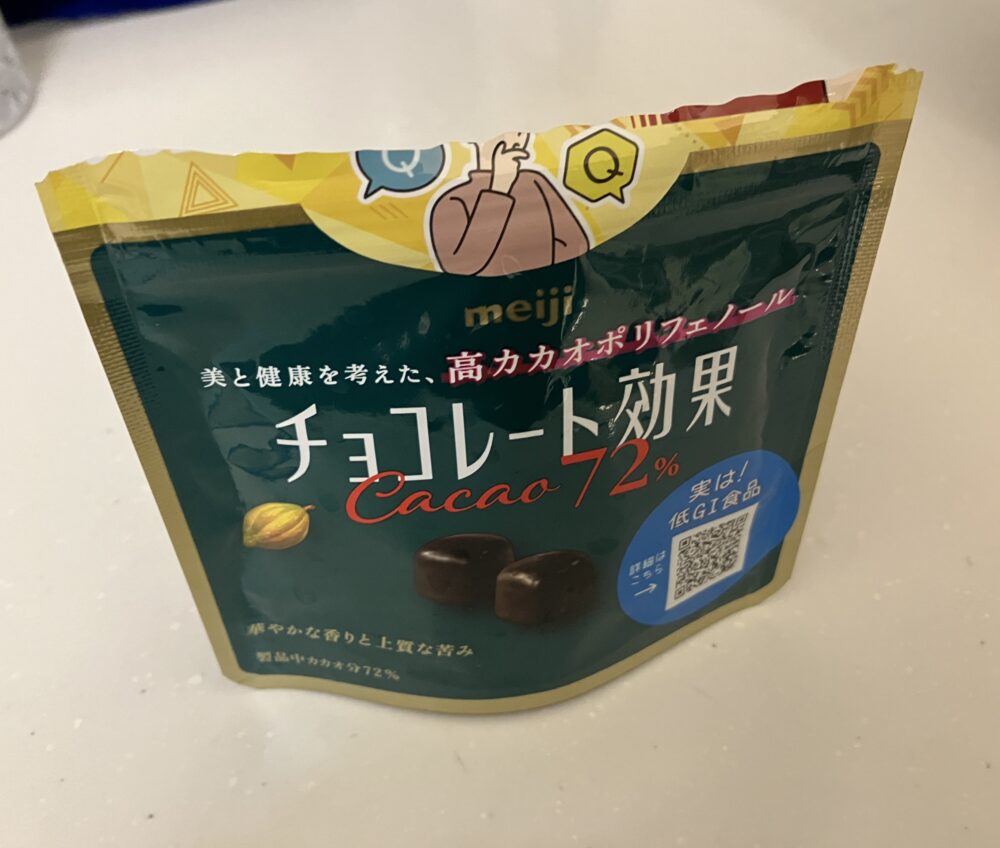 Q
Q
meiji
美と健康を考えた、高カカオポリフェノール
チョコレート効果
Cacao 72%
実は!
低GI食品
詳細は
こちら
→
華やかな香りと上質な苦み
製品中カカオ分72%